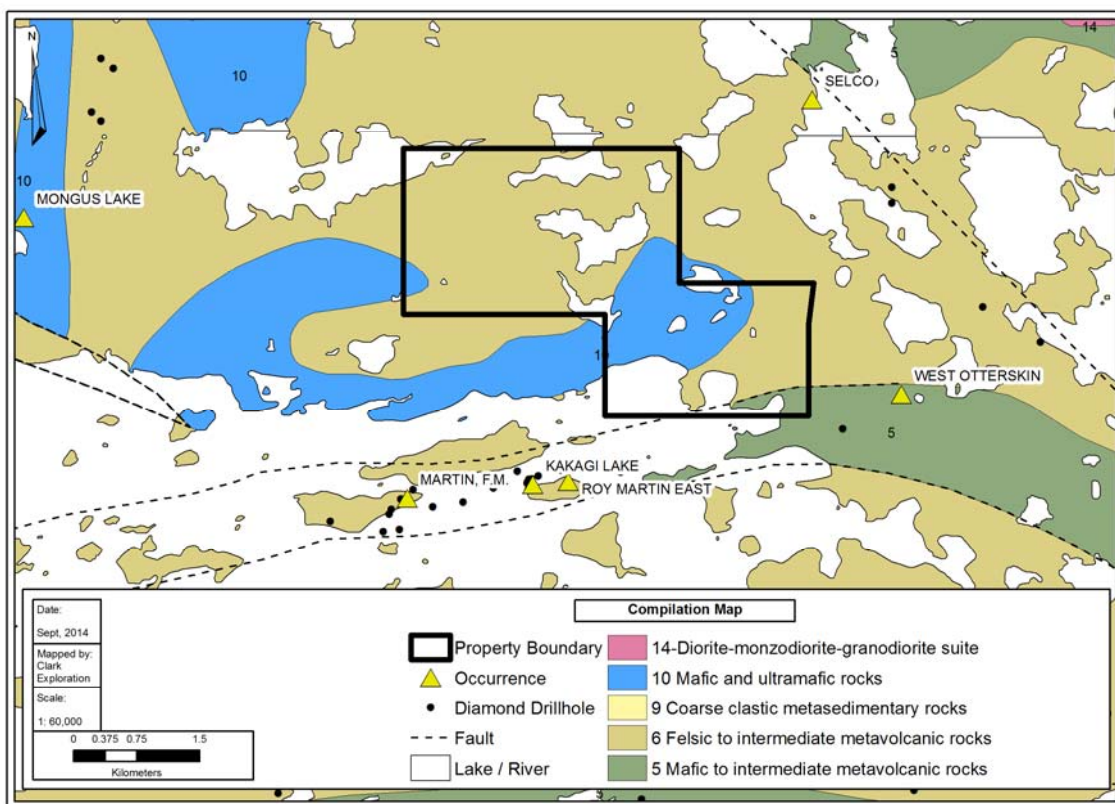 N
14
5
10
SELCO
10
MONGUS LAKE
10
WEST OTTERSKIN
5
KAKAGI LAKE
MARTIN, F.M.
ROY MARTIN EAST
Date:
Sept, 2014
Mapped by:
Clark
Exploration
Scale:
1: 60,000
0 0.375 0.75 1.5
Kilometers
Compilation Map
Property Boundary
Occurrence
Diamond Drillhole
Fault
Lake / River
14-Diorite-monzodiorite-granodiorite suite
10 Mafic and ultramafic rocks
9 Coarse clastic metasedimentary rocks
6 Felsic to intermediate metavolcanic rocks
5 Mafic to intermediate metavolcanic rocks